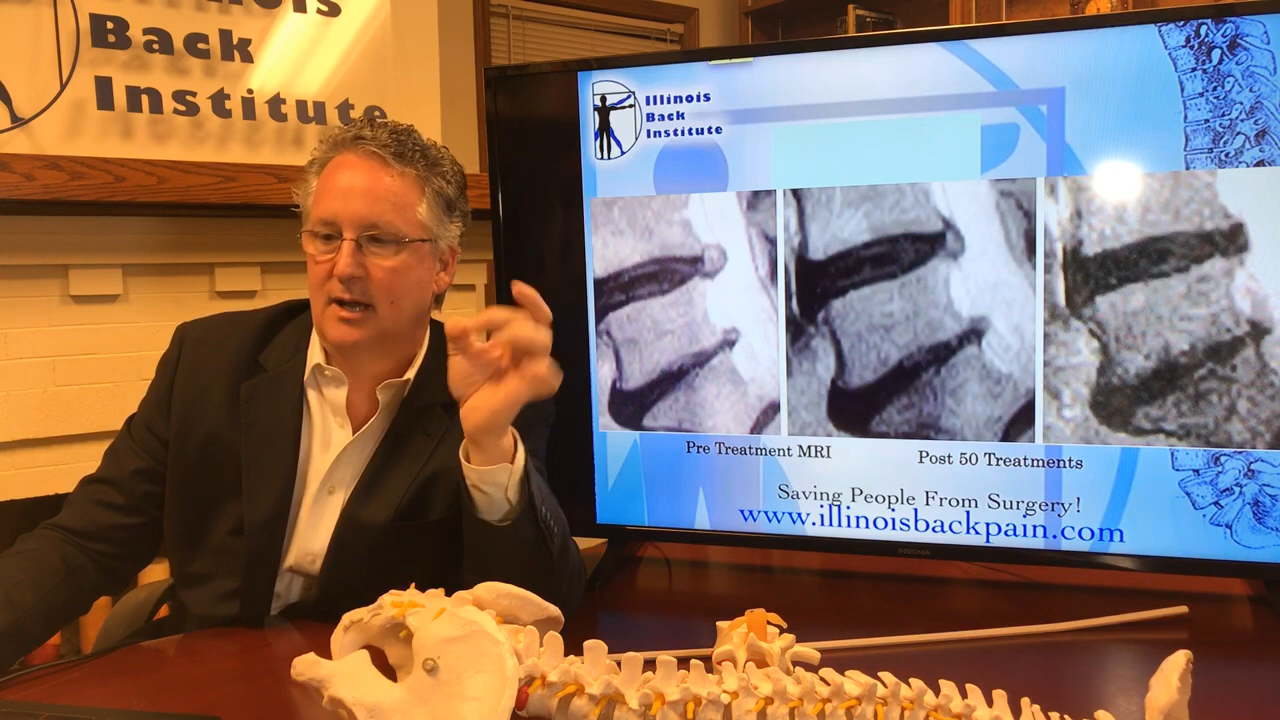 Illinois
Back
Institute
Illinois
Back
Institute
Pre Treatment MRI
Post 50 Treatments
Saving People From Surgery!
www.illinoisbackpain.com
INSIGNIA